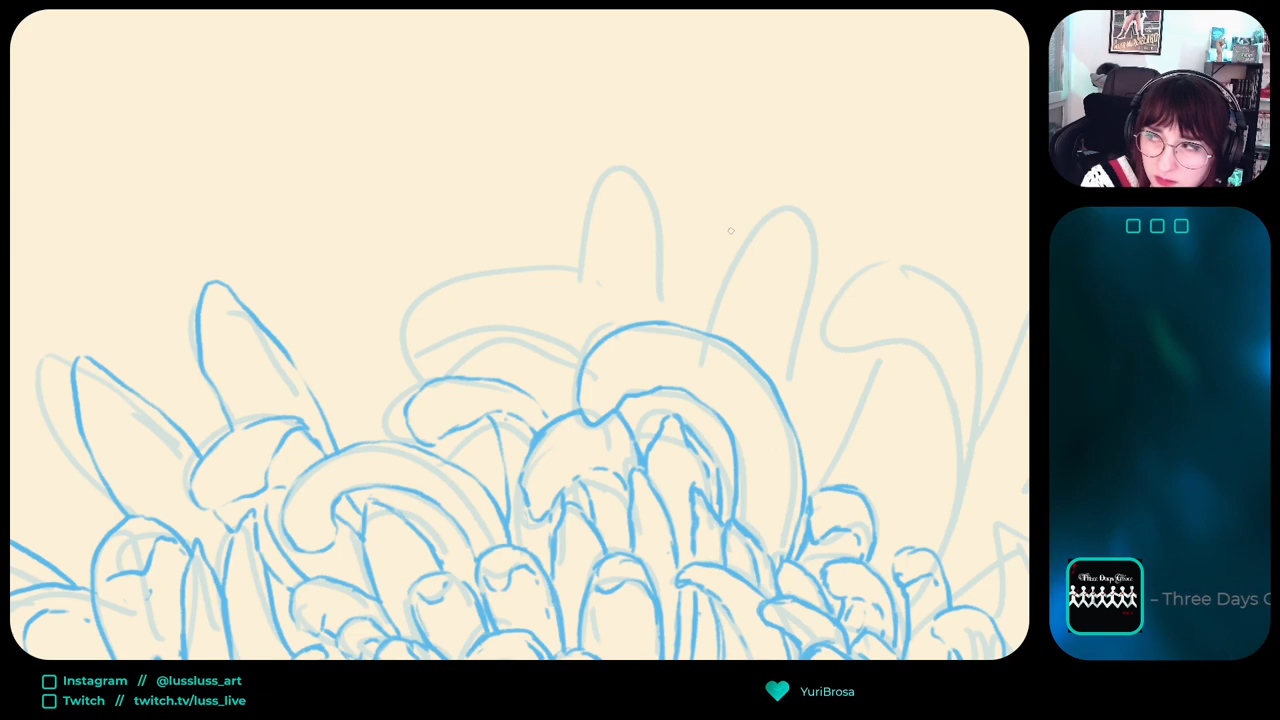 Three Days Grace
– Three Days G
Instagram // @lussluss_art
Twitch // twitch.tv/luss_live
YuriBrosa